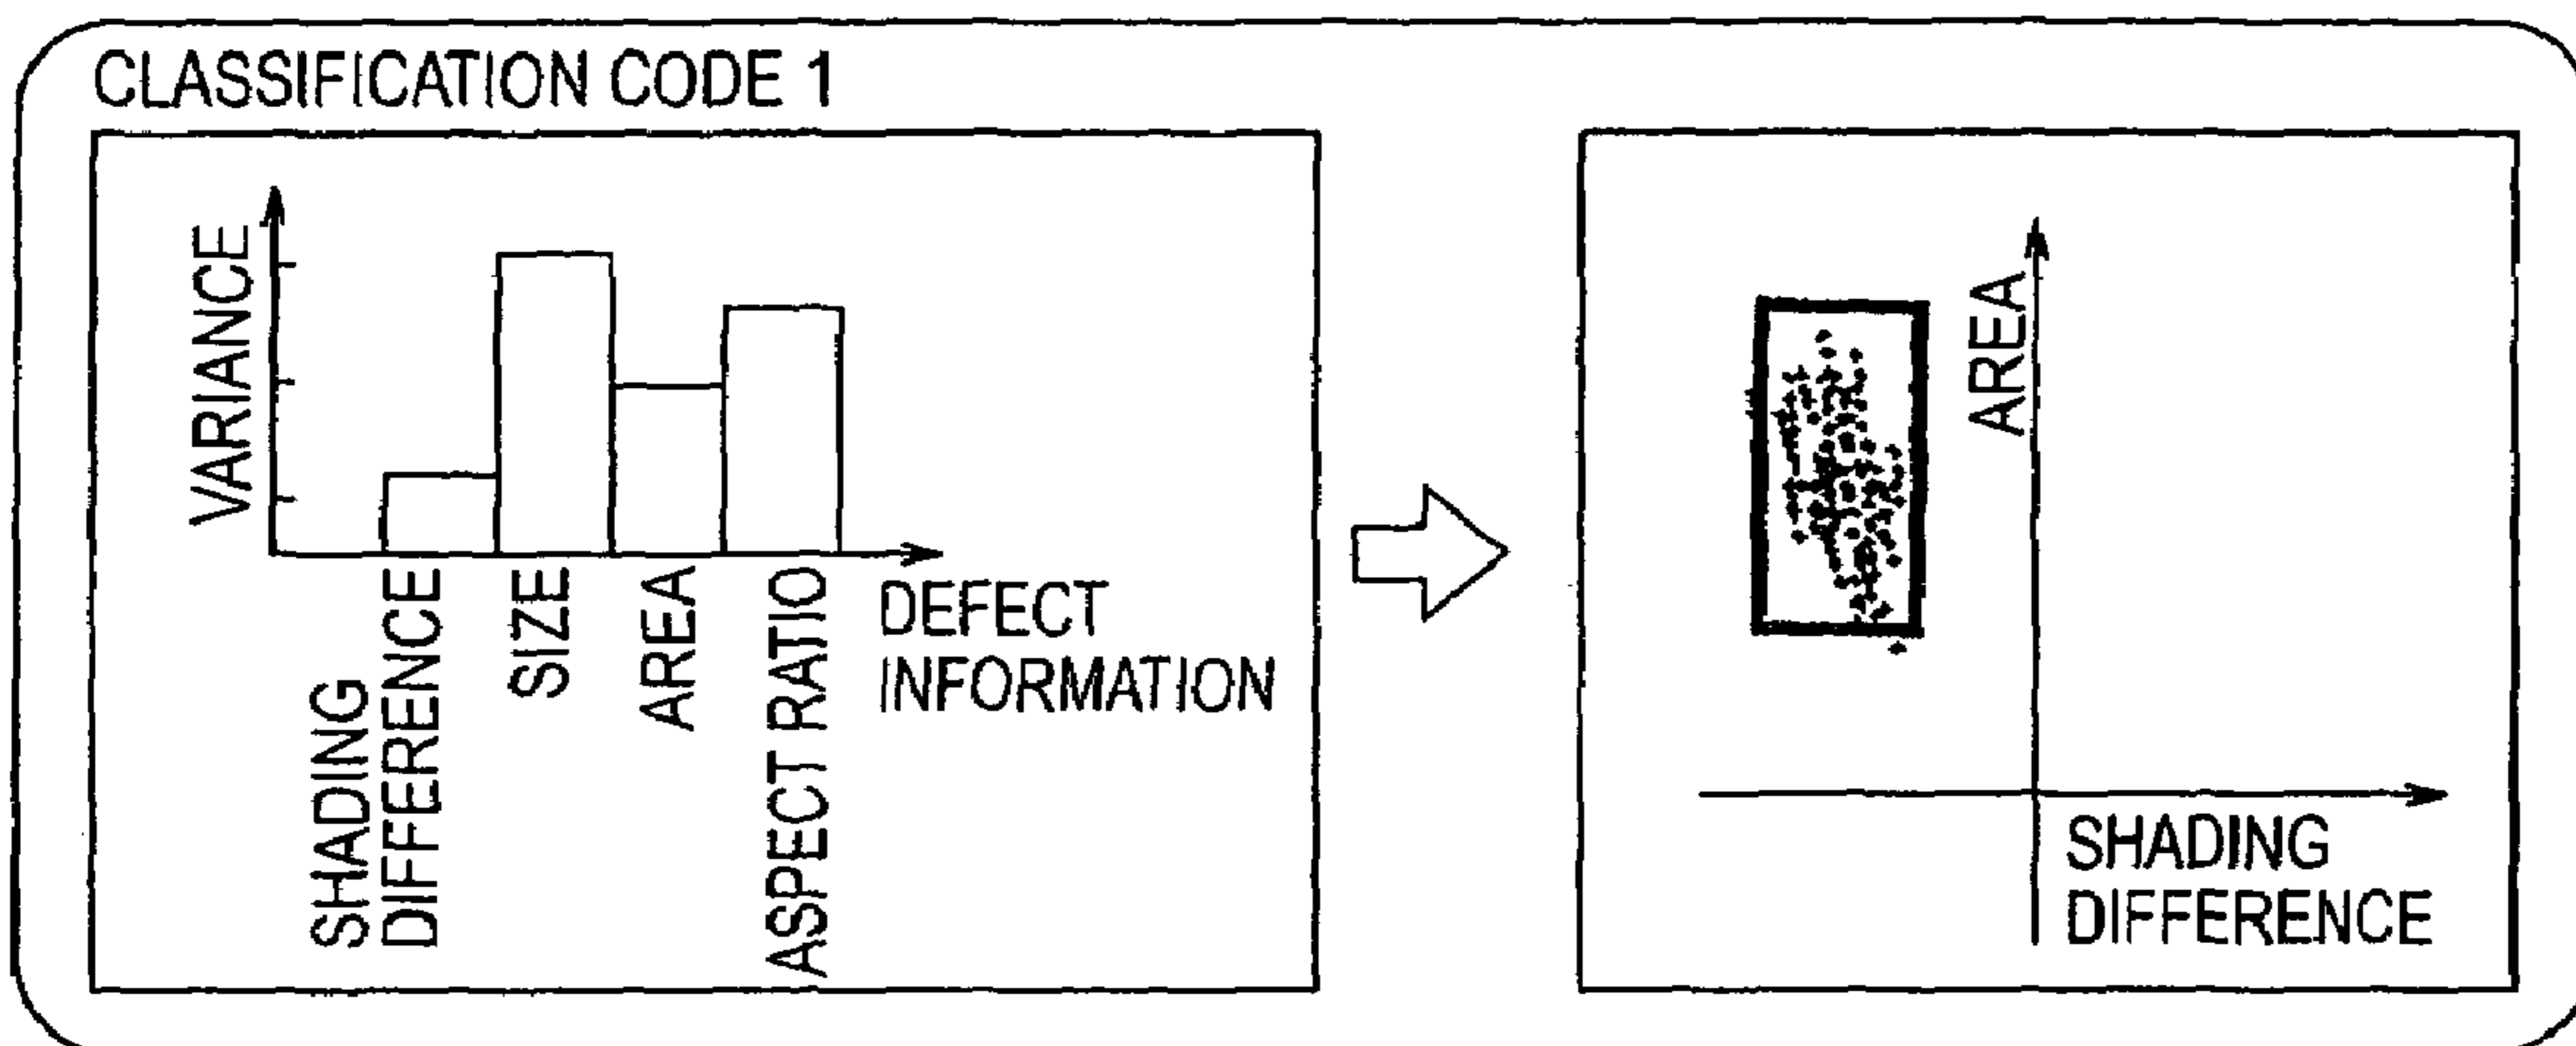 CLASSIFICATION CODE 1
VARIANCE
SHADING
DIFFERENCE
SIZE
AREA
ASPECT RATIO
DEFECT
INFORMATION
AREA
SHADING
DIFFERENCE